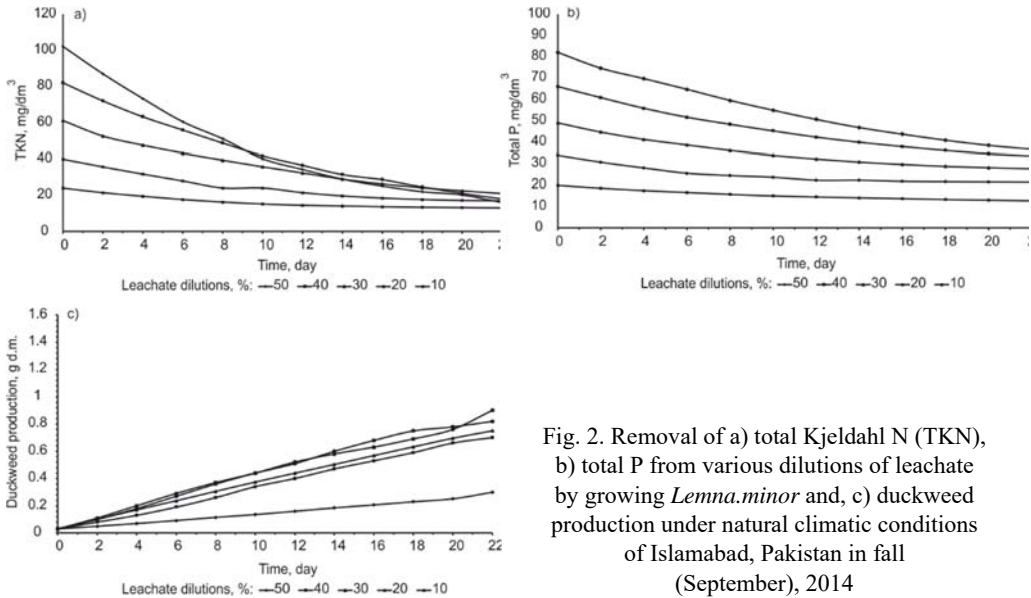 a)
120
100
80
60
40
20
0
TKN, mg/dm3
0 2 4 6 8 10 12 14 16 18 20 2
Time, day
Leachate dilutions, %: 50 40 30 20 10
b)
100
90
80
70
60
50
40
30
20
10
0
Total P, mg/dm3
0 2 4 6 8 10 12 14 16 18 20 2
Time, day
Leachate dilutions, %: 50 40 30 20 10
c)
1.6
1.4
1.2
1
0.8
0.6
0.4
0.2
0
Duckweed production, g d.m.
0 2 4 6 8 10 12 14 16 18 20 22
Time, day
Leachate dilutions, %: 50 40 30 20 10
Fig. 2. Removal of a) total Kjeldahl N (TKN),
b) total P from various dilutions of leachate
by growing Lemna.minor and, c) duckweed
production under natural climatic conditions
of Islamabad, Pakistan in fall
(September), 2014